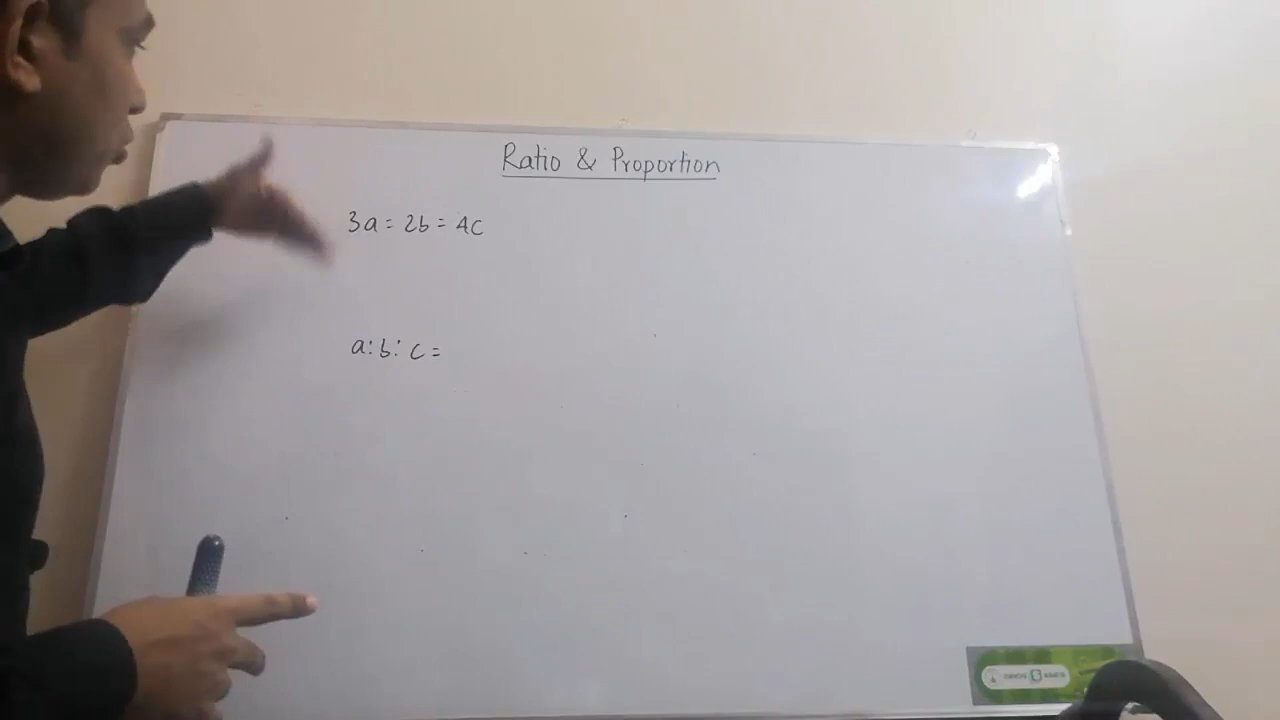 Ratio & Proportion
3a = 2b = 4c
a : b : c =